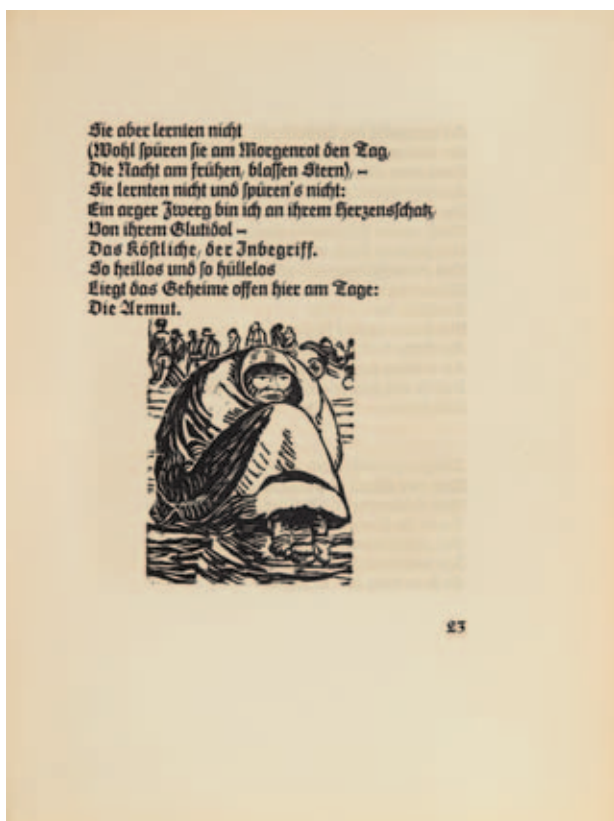 Sie aber lernten nicht
(Wohl spüren sie am Morgenrot den Tag,
Die Nacht am frühen, blassen Stern), –
Sie lernten nicht und spüren's nicht:
Ein arger Zwerg bin ich an ihrem Herzensschatz,
Von ihrem Glutidol –
Das Köstliche, der Inbegriff.
So heillos und so hüllelos
Liegt das Geheime offen hier am Tage:
Die Armut.
23